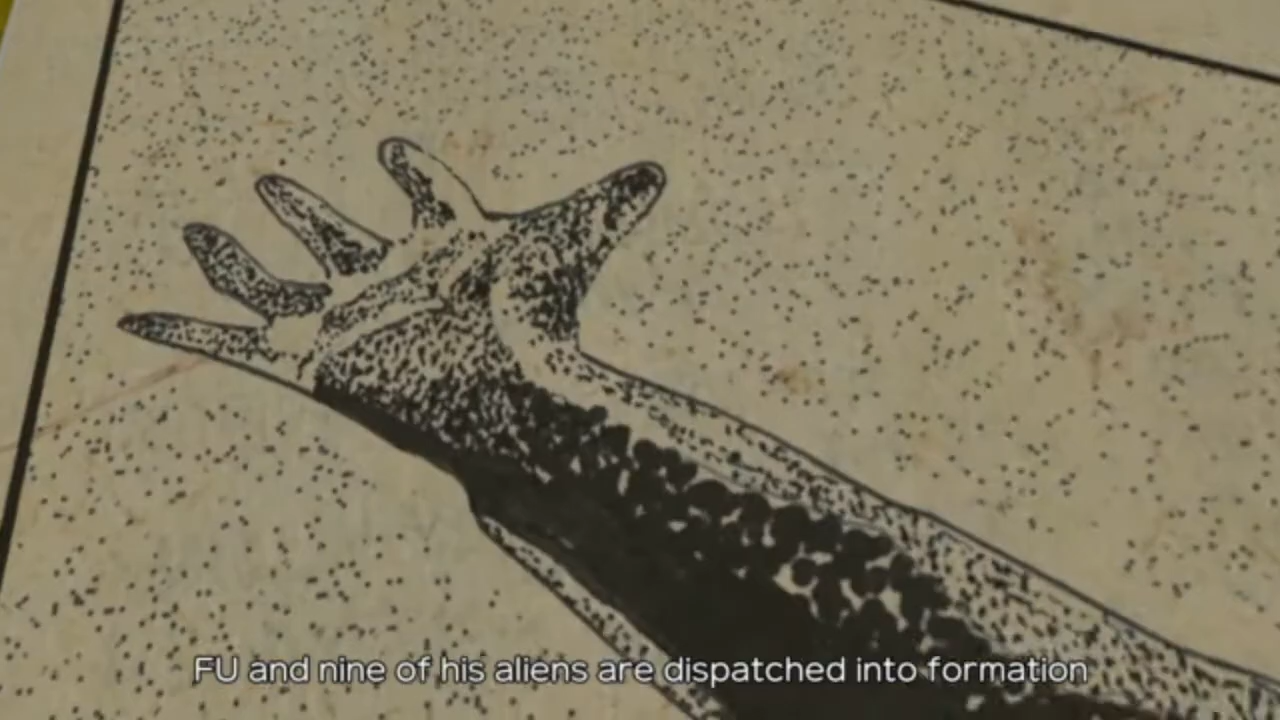 FU and nine of his aliens are dispatched into formation